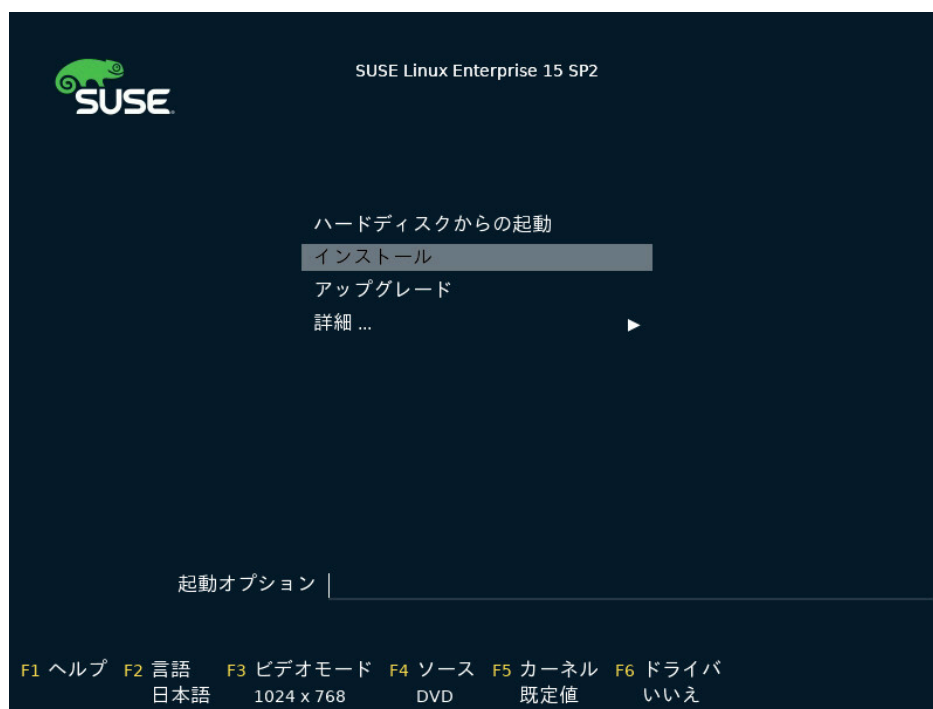 SUSE.
SUSE Linux Enterprise 15 SP2
ハードディスクからの起動
インストール
アップグレード
詳細 ...
起動オプション
F1 ヘルプ F2 言語 F3 ビデオモード F4 ソース F5 カーネル F6 ドライバ
日本語 1024 x 768 DVD 既定値 いいえ